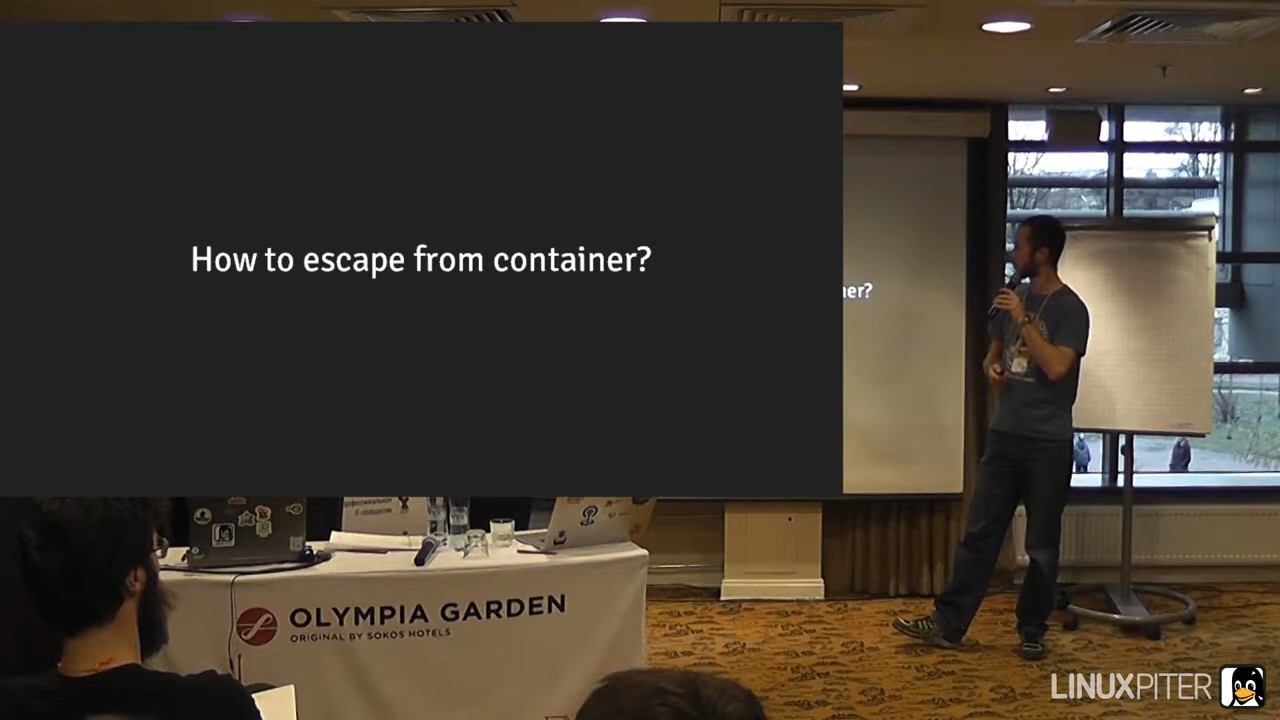 How to escape from container?
ner?
OLYMPIA GARDEN
ORIGINAL BY SOKOS HOTELS
LINUXPITER